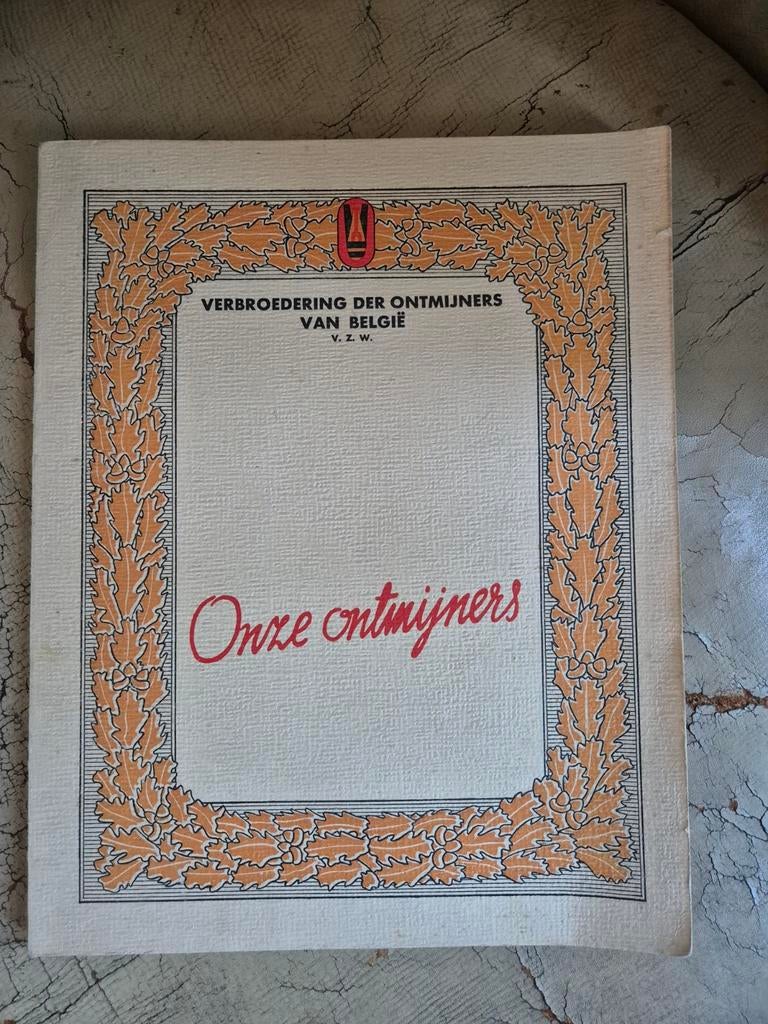 VERBROEDERING DER ONTMIJNERS
VAN BELGIË
V. Z. W.
Onze ontmijners